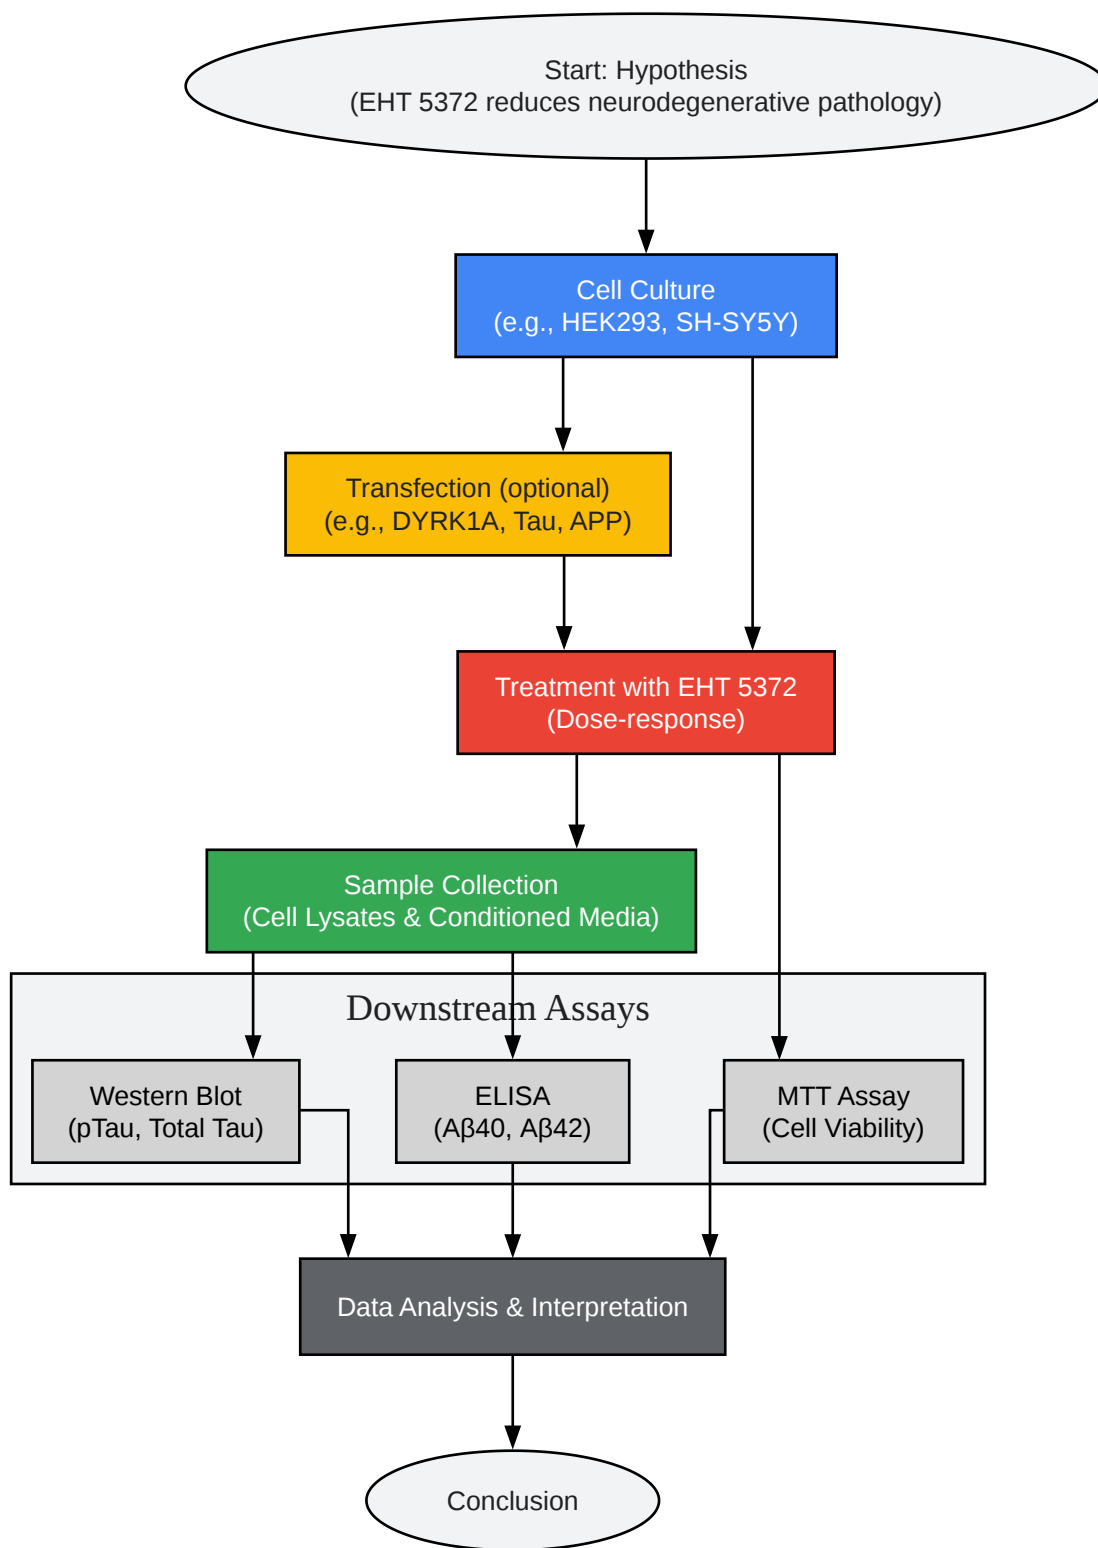 Start: Hypothesis
(EHT 5372 reduces neurodegenerative pathology)
Cell Culture
(e.g., HEK293, SH-SY5Y)
Transfection (optional)
(e.g., DYRK1A, Tau, APP)
Treatment with EHT 5372
(Dose-response)
Sample Collection
(Cell Lysates & Conditioned Media)
Downstream Assays
Western Blot
(pTau, Total Tau)
ELISA
(Aβ40, Aβ42)
MTT Assay
(Cell Viability)
Data Analysis & Interpretation
Conclusion